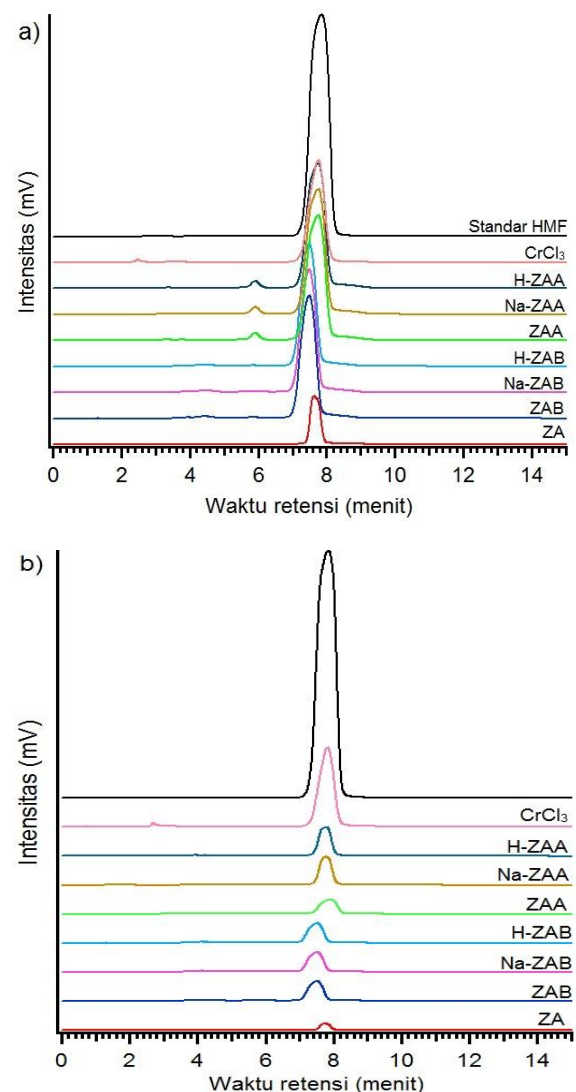 a)
Intensitas (mV)
Standar HMF
CrCl₃
H-ZAA
Na-ZAA
ZAA
H-ZAB
Na-ZAB
ZAB
ZA
0 2 4 6 8 10 12 14
Waktu retensi (menit)
b)
Intensitas (mV)
CrCl₃
H-ZAA
Na-ZAA
ZAA
H-ZAB
Na-ZAB
ZAB
ZA
0 2 4 6 8 10 12 14
Waktu retensi (menit)